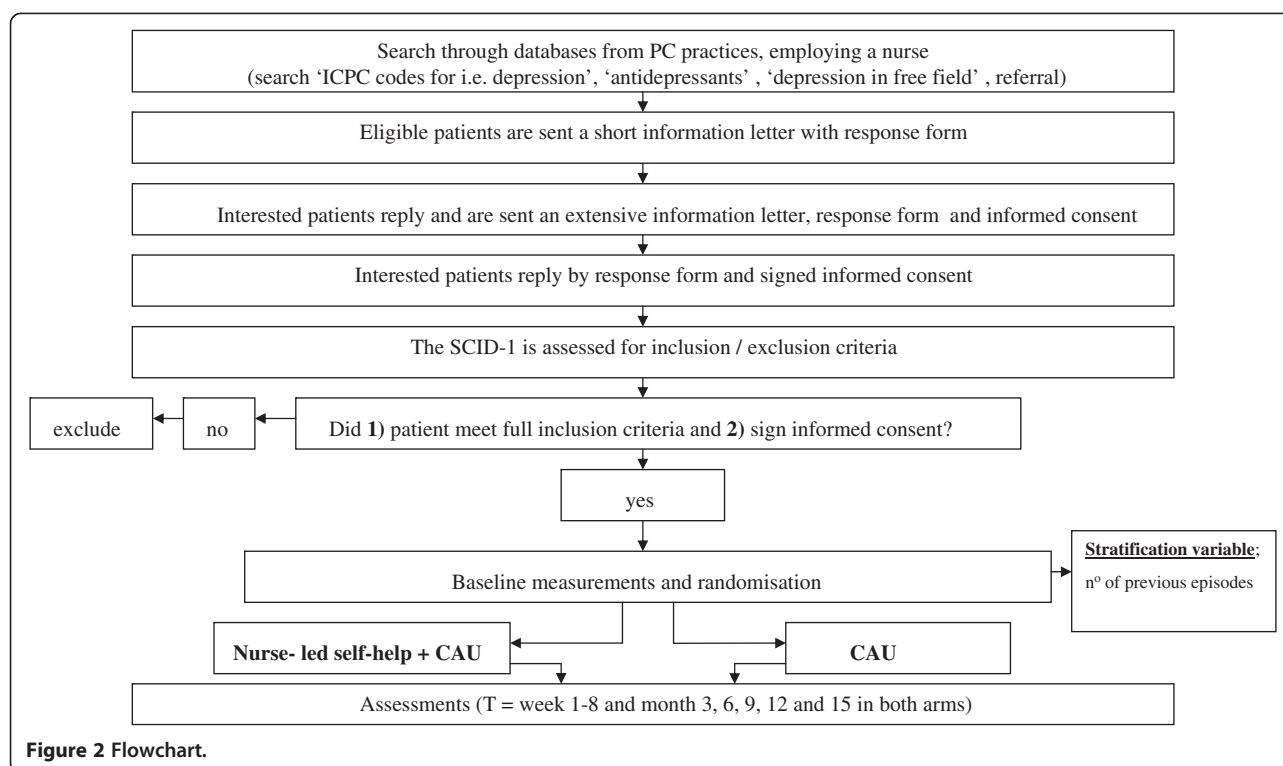 Search through databases from PC practices, employing a nurse
(search ‘ICPC codes for i.e. depression’, ‘antidepressants’ , ‘depression in free field’ , referral)
Eligible patients are sent a short information letter with response form
Interested patients reply and are sent an extensive information letter, response form and informed consent
Interested patients reply by response form and signed informed consent
The SCID-1 is assessed for inclusion / exclusion criteria
exclude
no
Did 1) patient meet full inclusion criteria and 2) sign informed consent?
yes
Baseline measurements and randomisation
Stratification variable;
nº of previous episodes
Nurse- led self-help + CAU
CAU
Assessments (T = week 1-8 and month 3, 6, 9, 12 and 15 in both arms)
Figure 2 Flowchart.